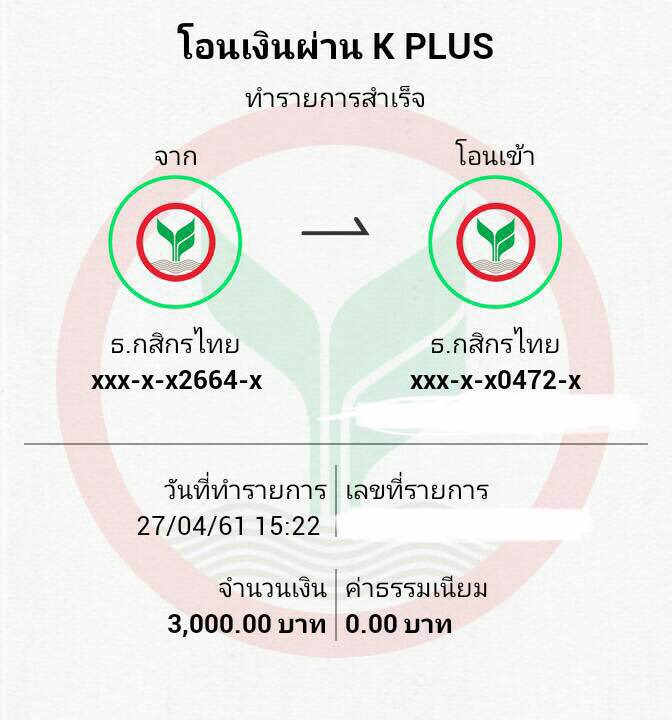 โอนเงินผ่าน K PLUS
ทำรายการสำเร็จ
จาก
โอนเข้า
ธ.กสิกรไทย
xxx-x-x2664-x
ธ.กสิกรไทย
xxx-x-x0472-x
วันที่ทำรายการ
27/04/61 15:22
เลขที่รายการ
จำนวนเงิน
3,000.00 บาท
ค่าธรรมเนียม
0.00 บาท